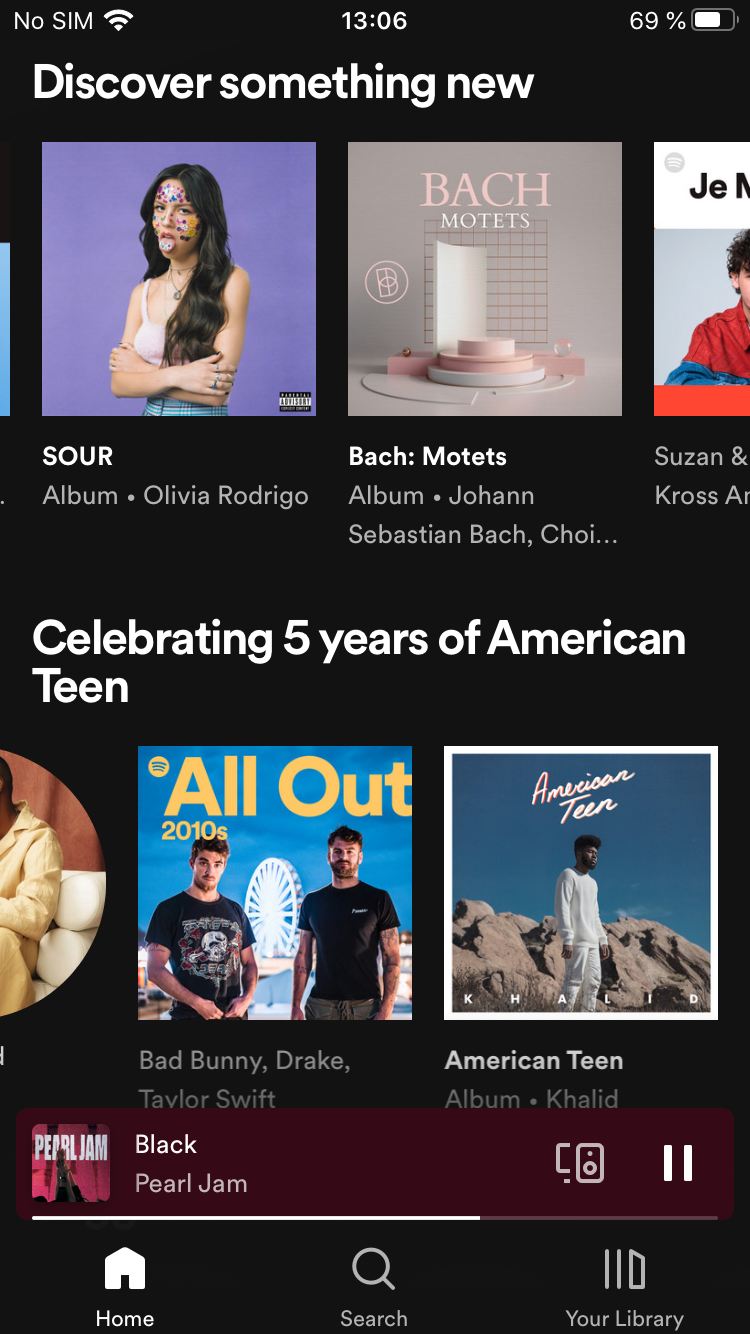 No SIM 13:06 69 %
Discover something new
BACH
MOTETS
Je
PARENTAL
ADVISORY
EXPLICIT CONTENT
SOUR
Album • Olivia Rodrigo
Bach: Motets
Album • Johann
Sebastian Bach, Choi...
Suzan &
Kross
Celebrating 5 years of American
Teen
All Out
2010s
American
Teen
KHALID
Bad Bunny, Drake,
Taylor Swift
American Teen
Album • Khalid
PEARL JAM
Black
Pearl Jam
Home
Search
Your Library